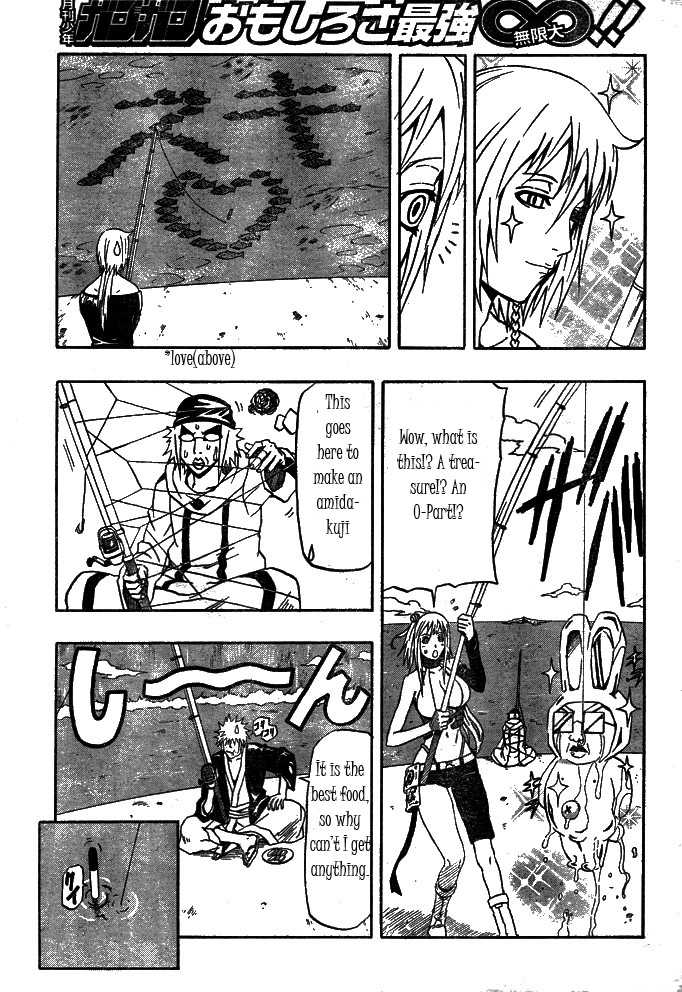 月刊少年
ガンガン おもしろさ最強 ∞ 無限大 !!
*love(above)
Wow, what is
this!? A trea-
sure!? An
O-Part!?
This
goes
here to
make an
amida-
kuji
しーーん
It is the
best food,
so why
can't I get
anything..